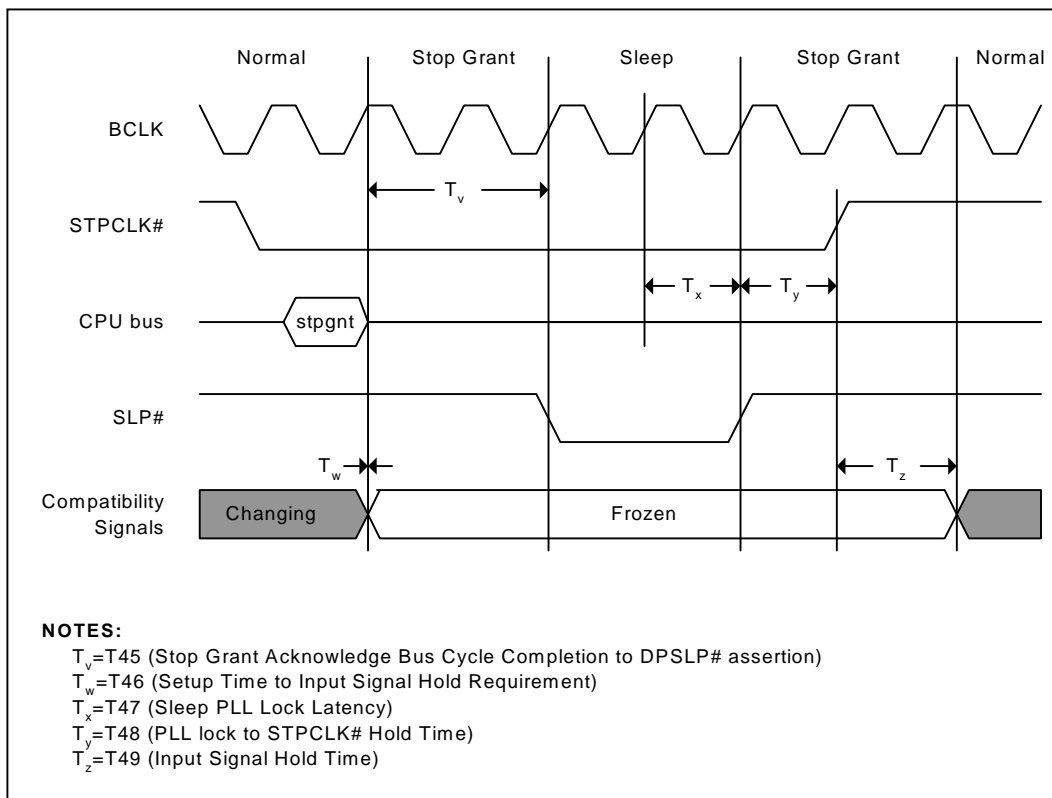 Normal Stop Grant Sleep Stop Grant Normal
BCLK
Tv
STPCLK#
Tx Ty
CPU bus stpgnt
SLP#
Tw Tz
Compatibility
Signals Changing Frozen
NOTES:
Tv=T45 (Stop Grant Acknowledge Bus Cycle Completion to DPSLP# assertion)
Tw=T46 (Setup Time to Input Signal Hold Requirement)
Tx=T47 (Sleep PLL Lock Latency)
Ty=T48 (PLL lock to STPCLK# Hold Time)
Tz=T49 (Input Signal Hold Time)